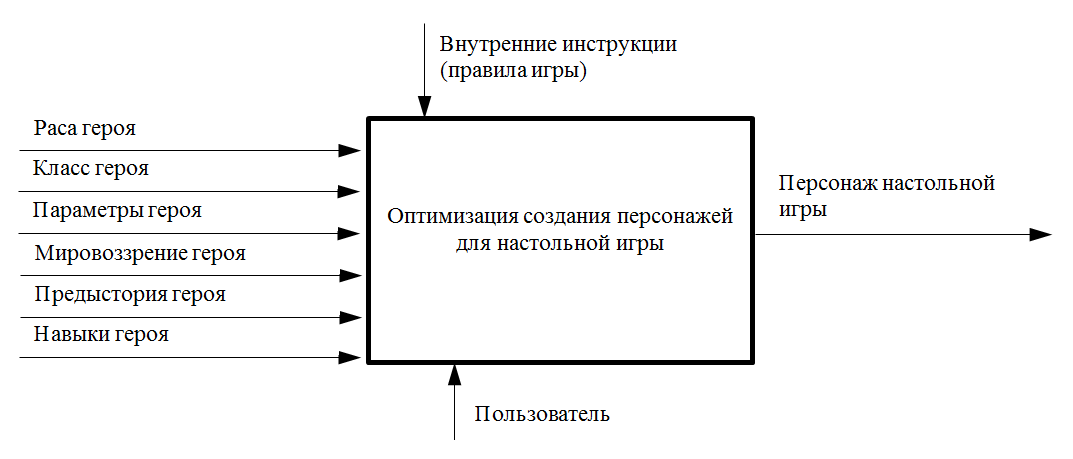 Внутренние инструкции
(правила игры)
Раса героя
Класс героя
Параметры героя
Мировоззрение героя
Предыстория героя
Навыки героя
Оптимизация создания персонажей
для настольной игры
Персонаж настольной
игры
Пользователь